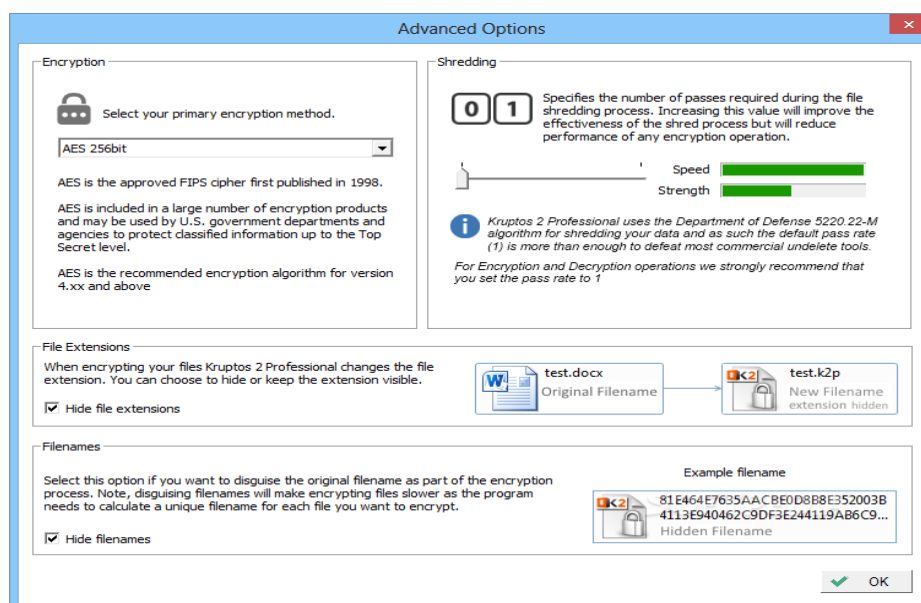 Advanced Options
Encryption
Select your primary encryption method.
AES 256bit
AES is the approved FIPS cipher first published in 1998.
AES is included in a large number of encryption products
and may be used by U.S. government departments and
agencies to protect classified information up to the Top
Secret level.
AES is the recommended encryption algorithm for version
4.xx and above
Shredding
0 1
Specifies the number of passes required during the file
shredding process. Increasing this value will improve the
effectiveness of the shred process but will reduce
performance of any encryption operation.
Speed
Strength
Kruptos 2 Professional uses the Department of Defense 5220.22-M
algorithm for shredding your data and as such the default pass rate
(1) is more than enough to defeat most commercial undelete tools.
For Encryption and Decryption operations we strongly recommend that
you set the pass rate to 1
File Extensions
When encrypting your files Kruptos 2 Professional changes the file
extension. You can choose to hide or keep the extension visible.
Hide file extensions
W
test.docx
Original Filename
K2
test.k2p
New Filename
extension hidden
Filenames
Select this option if you want to disguise the original filename as part of the encryption
process. Note, disguising filenames will make encrypting files slower as the program
needs to calculate a unique filename for each file you want to encrypt.
Hide filenames
Example filename
K2
81E464E7635AACBE0D8B8E352003B
4113E940462C9DF3E244119AB6C9...
Hidden Filename
OK